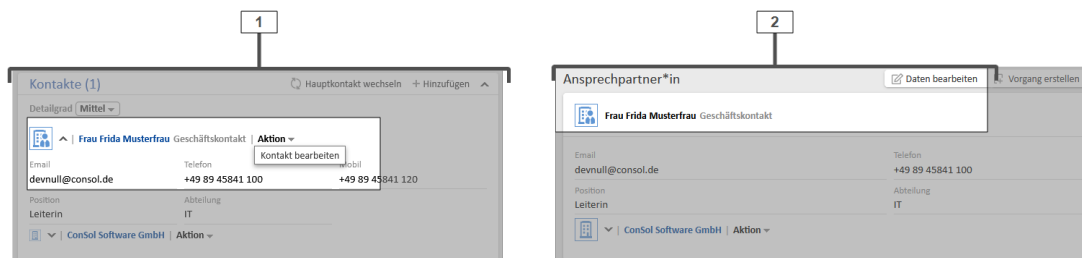 1
Kontakte (1) Hauptkontakt wechseln + Hinzufügen
Detailgrad Mittel
| Frau Frida Musterfrau Geschäftskontakt | Aktion
Kontakt bearbeiten
Email Telefon Mobil
devnull@consol.de +49 89 45841 100 +49 89 45841 120
Position Abteilung
Leiterin IT
| ConSol Software GmbH | Aktion
2
Ansprechpartner*in Daten bearbeiten Vorgang erstellen
Frau Frida Musterfrau Geschäftskontakt
Email Telefon
devnull@consol.de +49 89 45841 100
Position Abteilung
Leiterin IT
| ConSol Software GmbH | Aktion